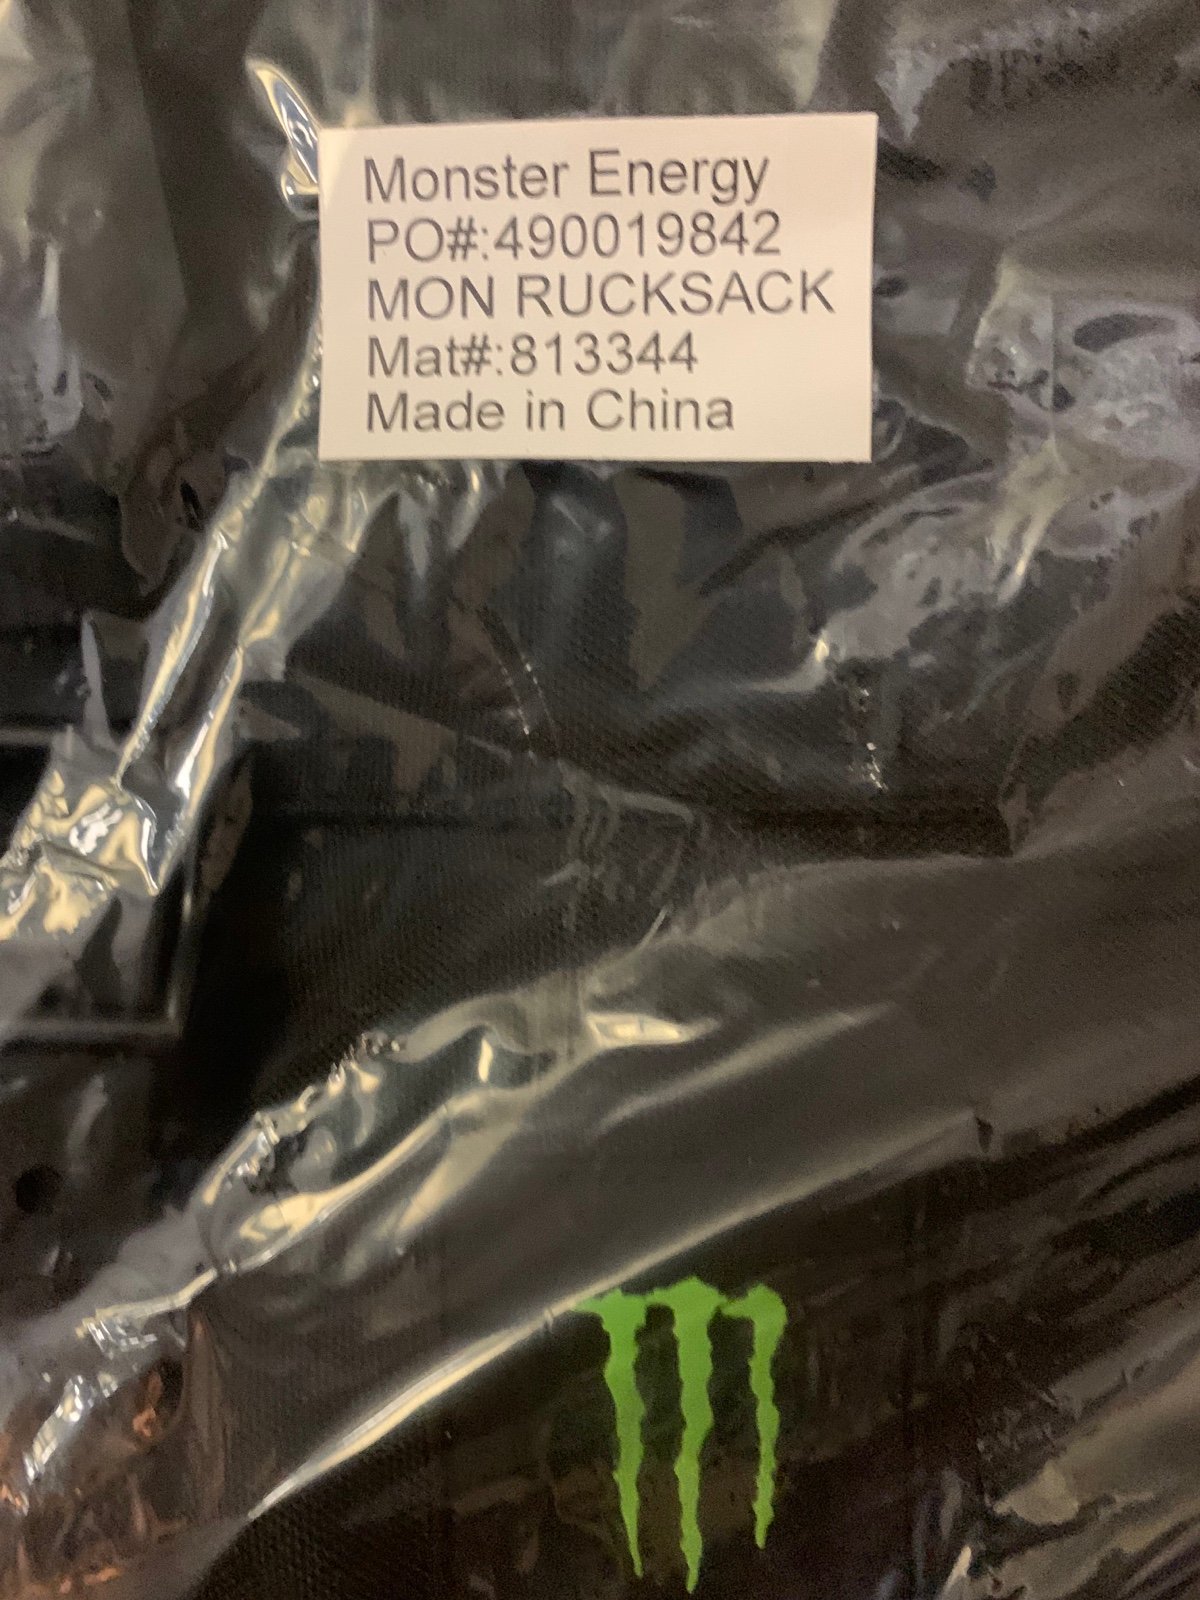 Monster Energy
PO#:490019842
MON RUCKSACK
Mat#:813344
Made in China